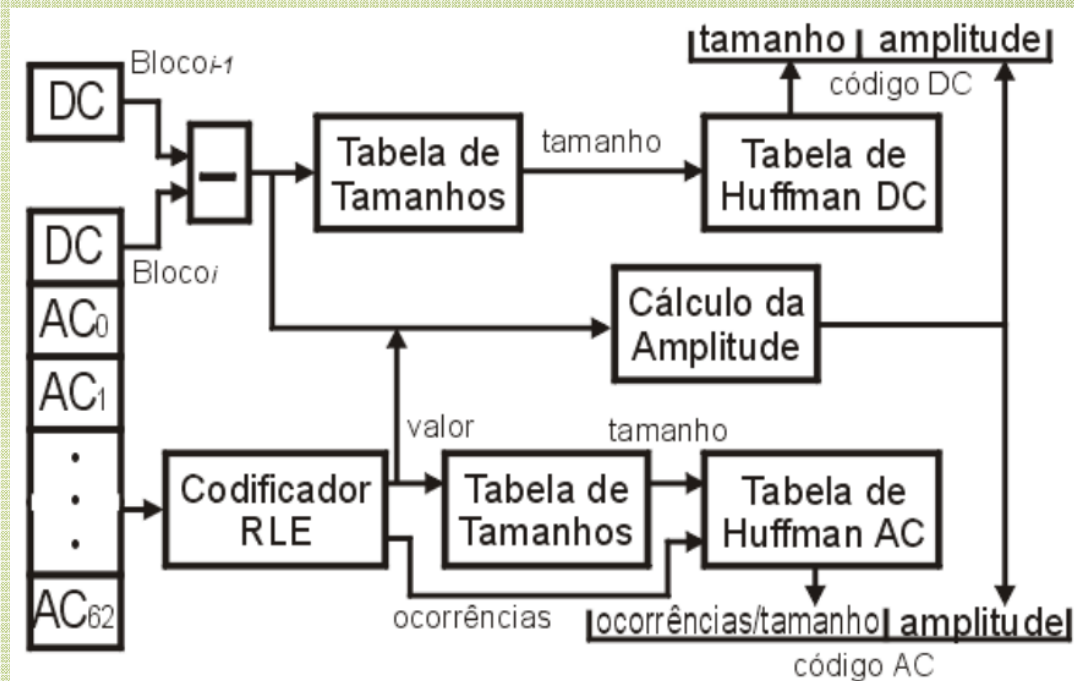 tamanho amplitude
código DC
Blocoi-1
DC
Tabela de
Tamanhos
tamanho
Tabela de
Huffman DC
DC
Blocoi
AC0
AC1
Cálculo da
Amplitude
valor
tamanho
Codificador
RLE
Tabela de
Tamanhos
Tabela de
Huffman AC
AC62
ocorrências
ocorrências/tamanho amplitude
código AC